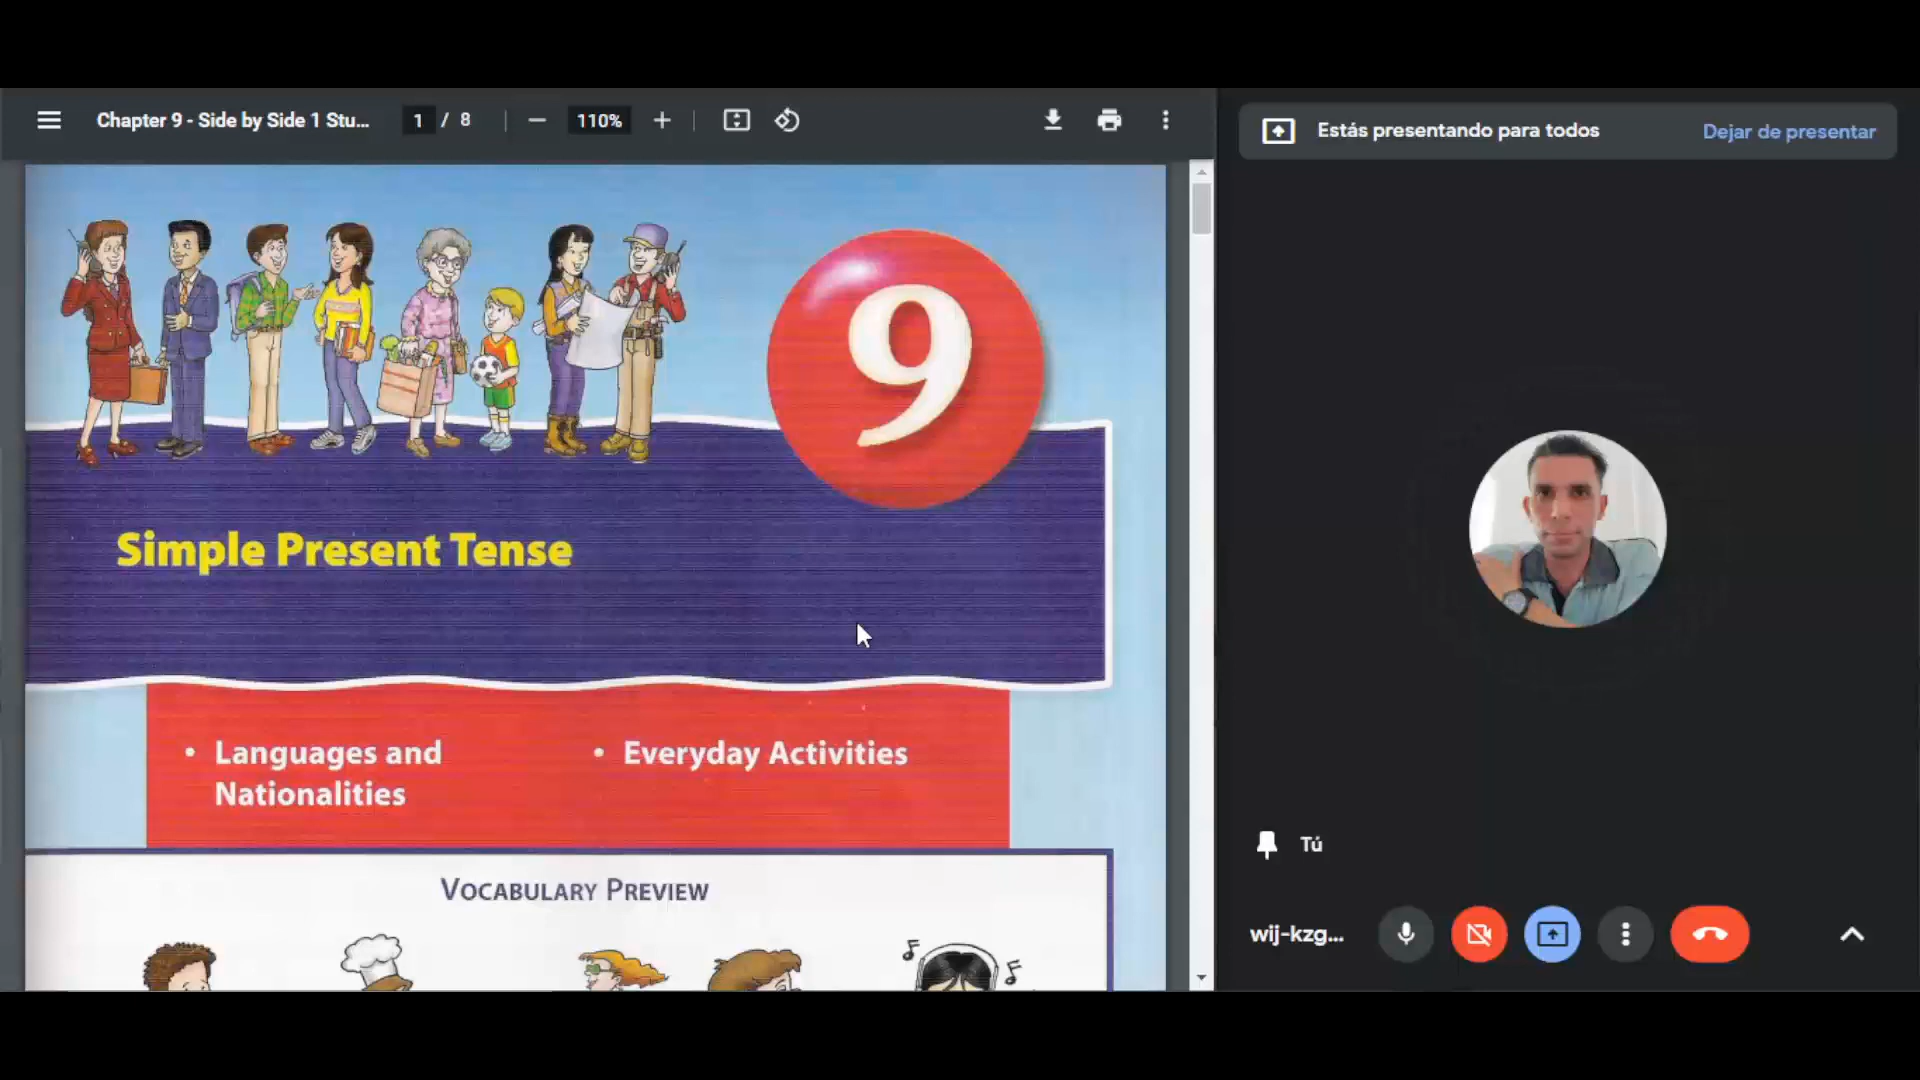 Chapter 9 - Side by Side 1 Stu...
1 / 8
110%
Estás presentando para todos
Dejar de presentar
9
Simple Present Tense
• Languages and
Nationalities
• Everyday Activities
VOCABULARY PREVIEW
Tú
wij-kzg...